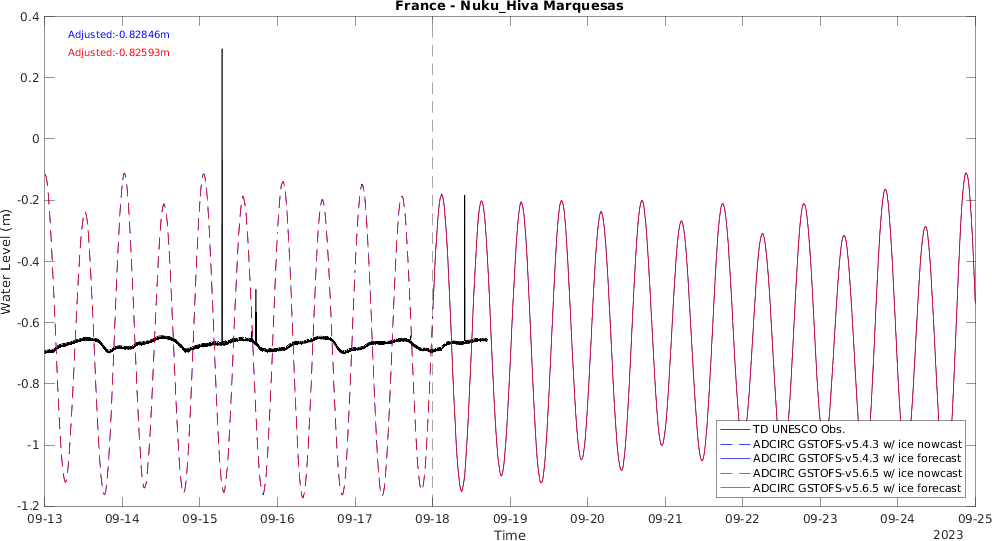 France - Nuku_Hiva Marquesas
Adjusted:-0.82846m
Adjusted:-0.82593m
Water Level (m)
0.4
0.2
0
-0.2
-0.4
-0.6
-0.8
-1
-1.2
TD UNESCO Obs.
ADCIRC GSTOFS-v5.4.3 w/ ice nowcast
ADCIRC GSTOFS-v5.4.3 w/ ice forecast
ADCIRC GSTOFS-v5.6.5 w/ ice nowcast
ADCIRC GSTOFS-v5.6.5 w/ ice forecast
09-13 09-14 09-15 09-16 09-17 09-18 09-19 09-20 09-21 09-22 09-23 09-24 09-25
Time
2023